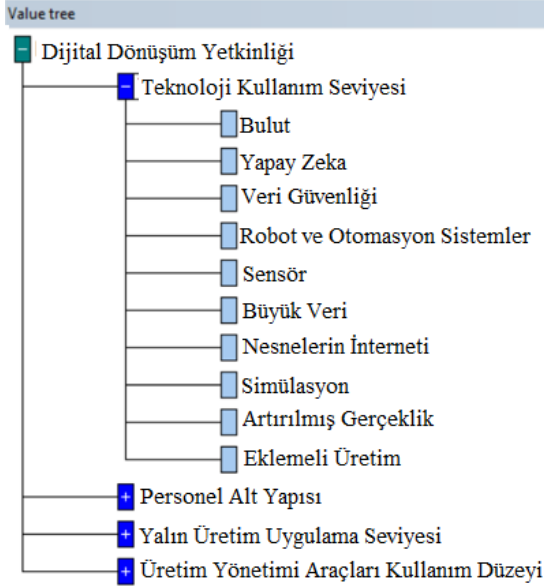 Value tree
Dijital Dönüşüm Yetkinliği
Teknoloji Kullanım Seviyesi
Bulut
Yapay Zeka
Veri Güvenliği
Robot ve Otomasyon Sistemler
Sensör
Büyük Veri
Nesnelerin İnterneti
Simülasyon
Artırılmış Gerçeklik
Eklemeli Üretim
Personel Alt Yapısı
Yalın Üretim Uygulama Seviyesi
Üretim Yönetimi Araçları Kullanım Düzeyi